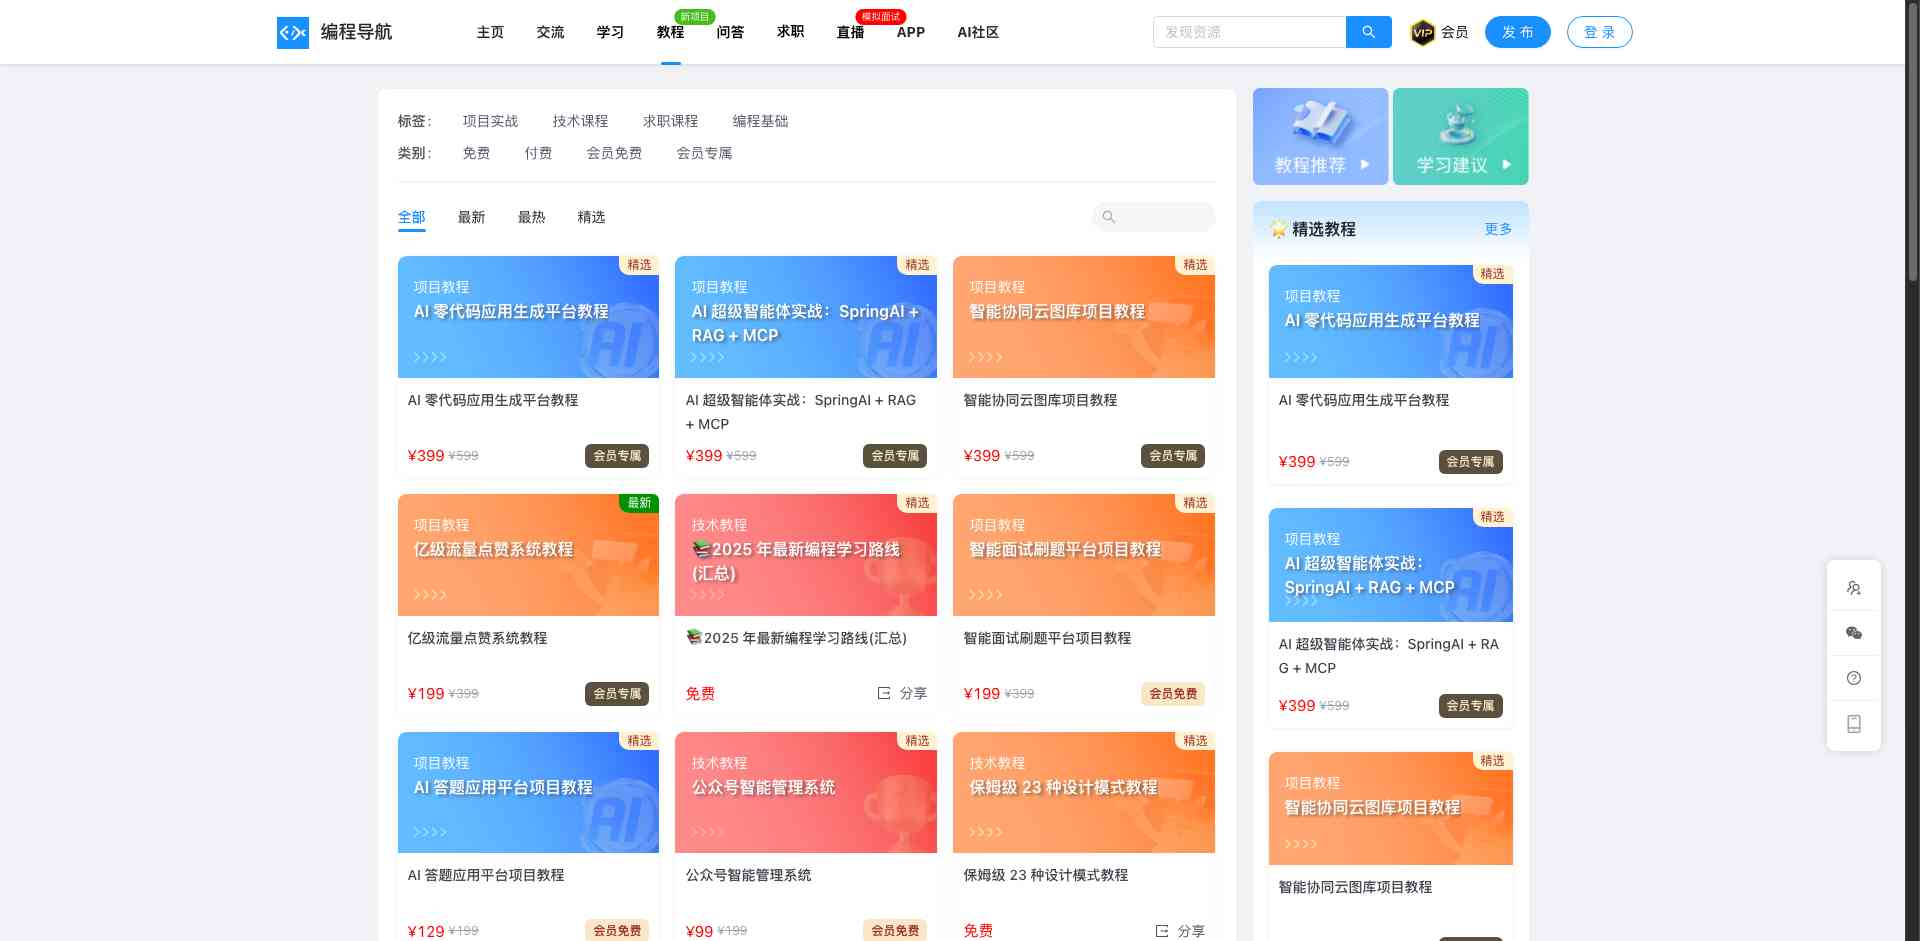 编程导航
主页
交流
学习
教程
新项目
问答
求职
直播
模拟面试
APP
AI社区
发现资源
VIP 会员
发 布
登 录
标签：
项目实战
技术课程
求职课程
编程基础
类别：
免费
付费
会员免费
会员专属
全部
最新
最热
精选
精选
项目教程
AI 零代码应用生成平台教程
AI 零代码应用生成平台教程
¥399 ¥599
会员专属
精选
项目教程
AI 超级智能体实战：SpringAI +
RAG + MCP
AI 超级智能体实战：SpringAI + RAG
+ MCP
¥399 ¥599
会员专属
精选
项目教程
智能协同云图库项目教程
智能协同云图库项目教程
¥399 ¥599
会员专属
最新
项目教程
亿级流量点赞系统教程
亿级流量点赞系统教程
¥199 ¥399
会员专属
精选
技术教程
📚2025 年最新编程学习路线
(汇总)
📚2025 年最新编程学习路线(汇总)
免费
分享
精选
项目教程
智能面试刷题平台项目教程
智能面试刷题平台项目教程
¥199 ¥399
会员免费
精选
项目教程
AI 答题应用平台项目教程
AI 答题应用平台项目教程
¥129 ¥199
会员免费
精选
技术教程
公众号智能管理系统
公众号智能管理系统
¥99 ¥199
会员免费
精选
技术教程
保姆级 23 种设计模式教程
保姆级 23 种设计模式教程
免费
分享
教程推荐
学习建议
精选教程
更多
精选
项目教程
AI 零代码应用生成平台教程
AI 零代码应用生成平台教程
¥399 ¥599
会员专属
精选
项目教程
AI 超级智能体实战：
SpringAI + RAG + MCP
AI 超级智能体实战：SpringAI + RA
G + MCP
¥399 ¥599
会员专属
精选
项目教程
智能协同云图库项目教程
智能协同云图库项目教程